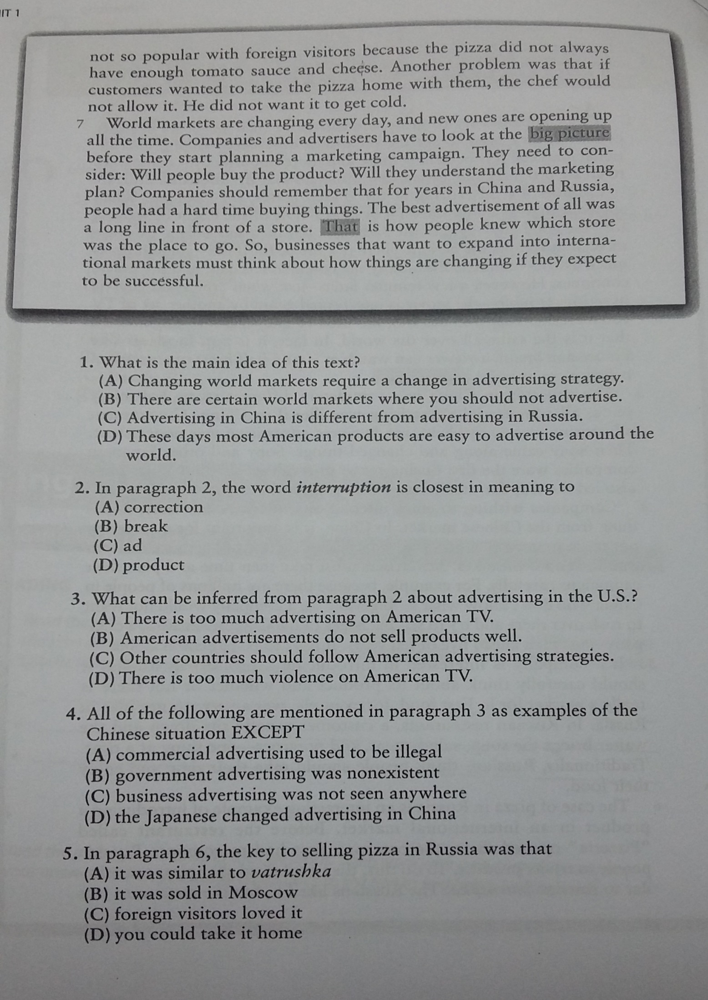 IT 1
not so popular with foreign visitors because the pizza did not always
have enough tomato sauce and cheese. Another problem was that if
customers wanted to take the pizza home with them, the chef would
not allow it. He did not want it to get cold.
7 World markets are changing every day, and new ones are opening up
all the time. Companies and advertisers have to look at the big picture
before they start planning a marketing campaign. They need to con-
sider: Will people buy the product? Will they understand the marketing
plan? Companies should remember that for years in China and Russia,
people had a hard time buying things. The best advertisement of all was
a long line in front of a store. That is how people knew which store
was the place to go. So, businesses that want to expand into interna-
tional markets must think about how things are changing if they expect
to be successful.
1. What is the main idea of this text?
(A) Changing world markets require a change in advertising strategy.
(B) There are certain world markets where you should not advertise.
(C) Advertising in China is different from advertising in Russia.
(D) These days most American products are easy to advertise around the
world.
2. In paragraph 2, the word interruption is closest in meaning to
(A) correction
(B) break
(C) ad
(D) product
3. What can be inferred from paragraph 2 about advertising in the U.S.?
(A) There is too much advertising on American TV.
(B) American advertisements do not sell products well.
(C) Other countries should follow American advertising strategies.
(D) There is too much violence on American TV.
4. All of the following are mentioned in paragraph 3 as examples of the
Chinese situation EXCEPT
(A) commercial advertising used to be illegal
(B) government advertising was nonexistent
(C) business advertising was not seen anywhere
(D) the Japanese changed advertising in China
5. In paragraph 6, the key to selling pizza in Russia was that
(A) it was similar to vatrushka
(B) it was sold in Moscow
(C) foreign visitors loved it
(D) you could take it home